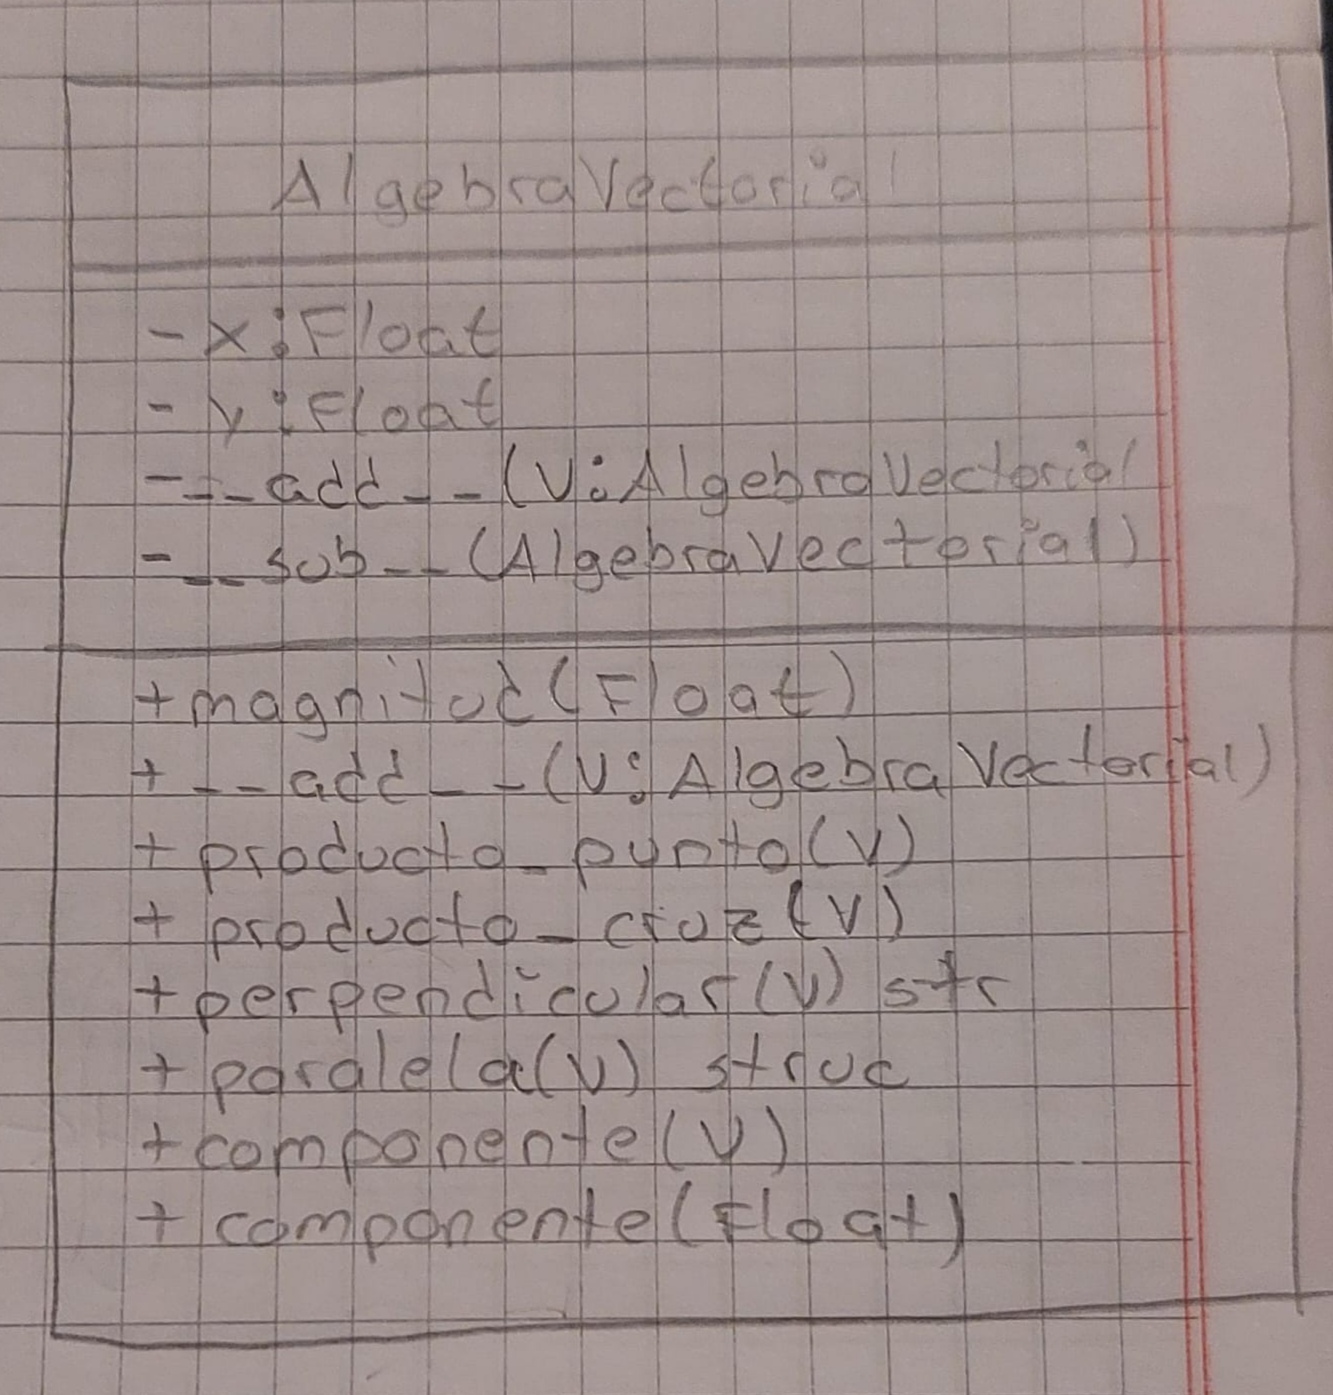 AlgebraVectorial
- x:Float
- y:Float
- __add__(V:AlgebraVectorial
- __sub__(AlgebraVectorial)
+magnitud(Float)
+ __add__(V:AlgebraVectorial)
+ producto_punto(V)
+ producto_cruz(V)
+ perpendicular(V) str
+ paralela(V) struc
+ componente(V)
+ componente(Float)